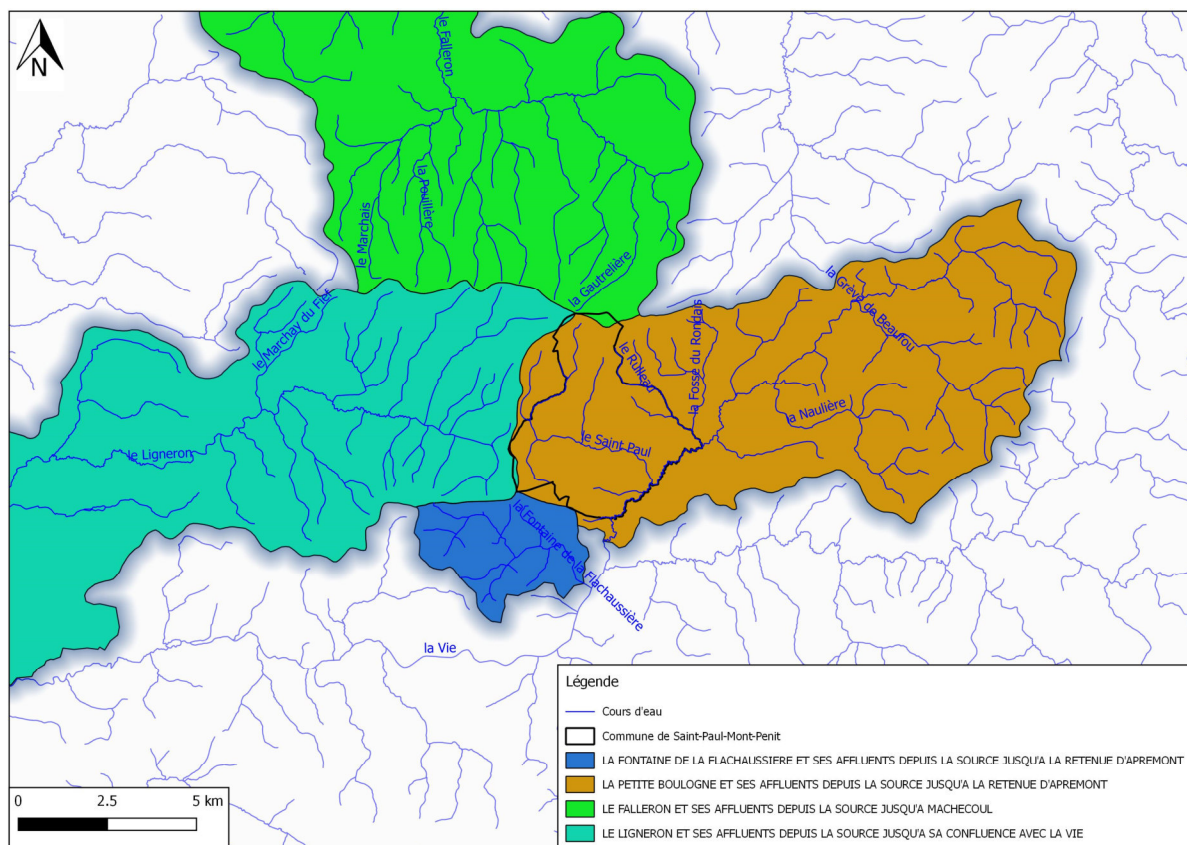 N
le Falleron
la Pouillère
le Marchais
la Gautrelière
le Marchay du Fief
la Grève de Beaufou
la Fosse du Rondais
le Rulleau
la Naulière
le Saint Paul
le Ligneron
la Fontaine de la Flachaussière
la Vie
Légende
Cours d'eau
Commune de Saint-Paul-Mont-Penit
LA FONTAINE DE LA FLACHAUSSIERE ET SES AFFLUENTS DEPUIS LA SOURCE JUSQU'A LA RETENUE D'APREMONT
LA PETITE BOULOGNE ET SES AFFLUENTS DEPUIS LA SOURCE JUSQU'A LA RETENUE D'APREMONT
LE FALLERON ET SES AFFLUENTS DEPUIS LA SOURCE JUSQU'A MACHECOUL
LE LIGNERON ET SES AFFLUENTS DEPUIS LA SOURCE JUSQU'A SA CONFLUENCE AVEC LA VIE
0 2.5 5 km